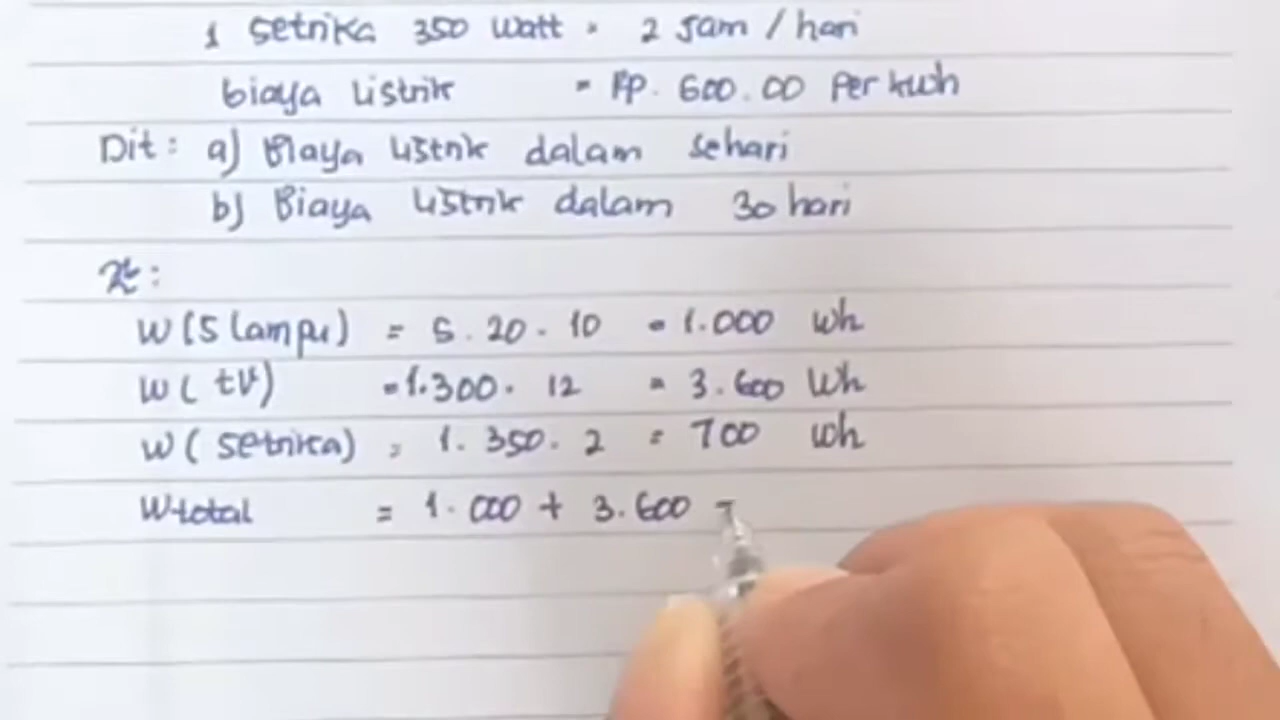 1 Setrika 350 Watt = 2 Jam / hari
biaya Listrik = Rp. 600.00 Per kwh
Dit : a) Biaya Listrik dalam sehari
b) Biaya Listrik dalam 30 hari
W (5 lampu) = 5 . 20 . 10 = 1.000 Wh
W ( tv) = 1.300 . 12 = 3.600 Wh
W ( Setrika) = 1. 350. 2 = 700 Wh
W total = 1.000 + 3.600